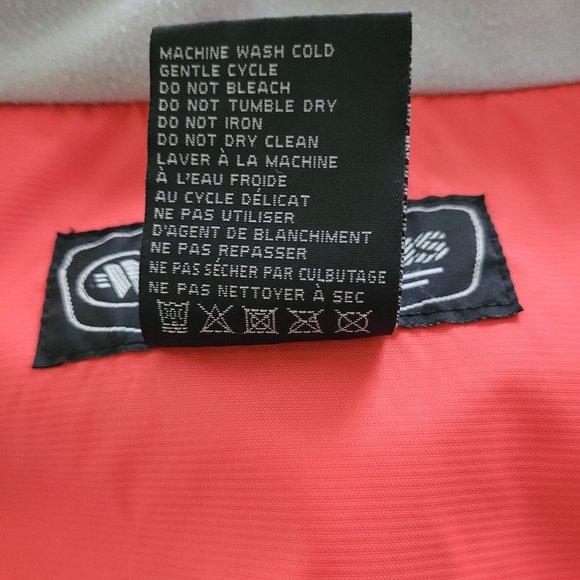 MACHINE WASH COLD
GENTLE CYCLE
DO NOT BLEACH
DO NOT TUMBLE DRY
DO NOT IRON
DO NOT DRY CLEAN
LAVER À LA MACHINE
À L'EAU FROIDE
AU CYCLE DÉLICAT
NE PAS UTILISER
D'AGENT DE BLANCHIMENT
NE PAS REPASSER
NE PAS SÉCHER PAR CULBUTAGE
NE PAS NETTOYER À SEC